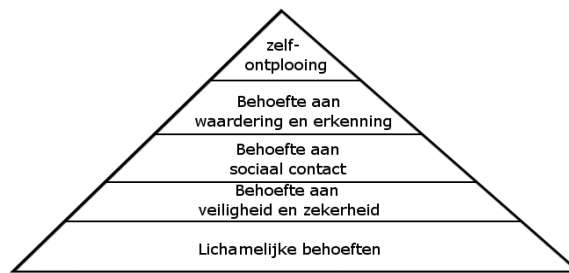 zelf-
ontplooing
Behoefte aan
waardering en erkenning
Behoefte aan
sociaal contact
Behoefte aan
veiligheid en zekerheid
Lichamelijke behoeften